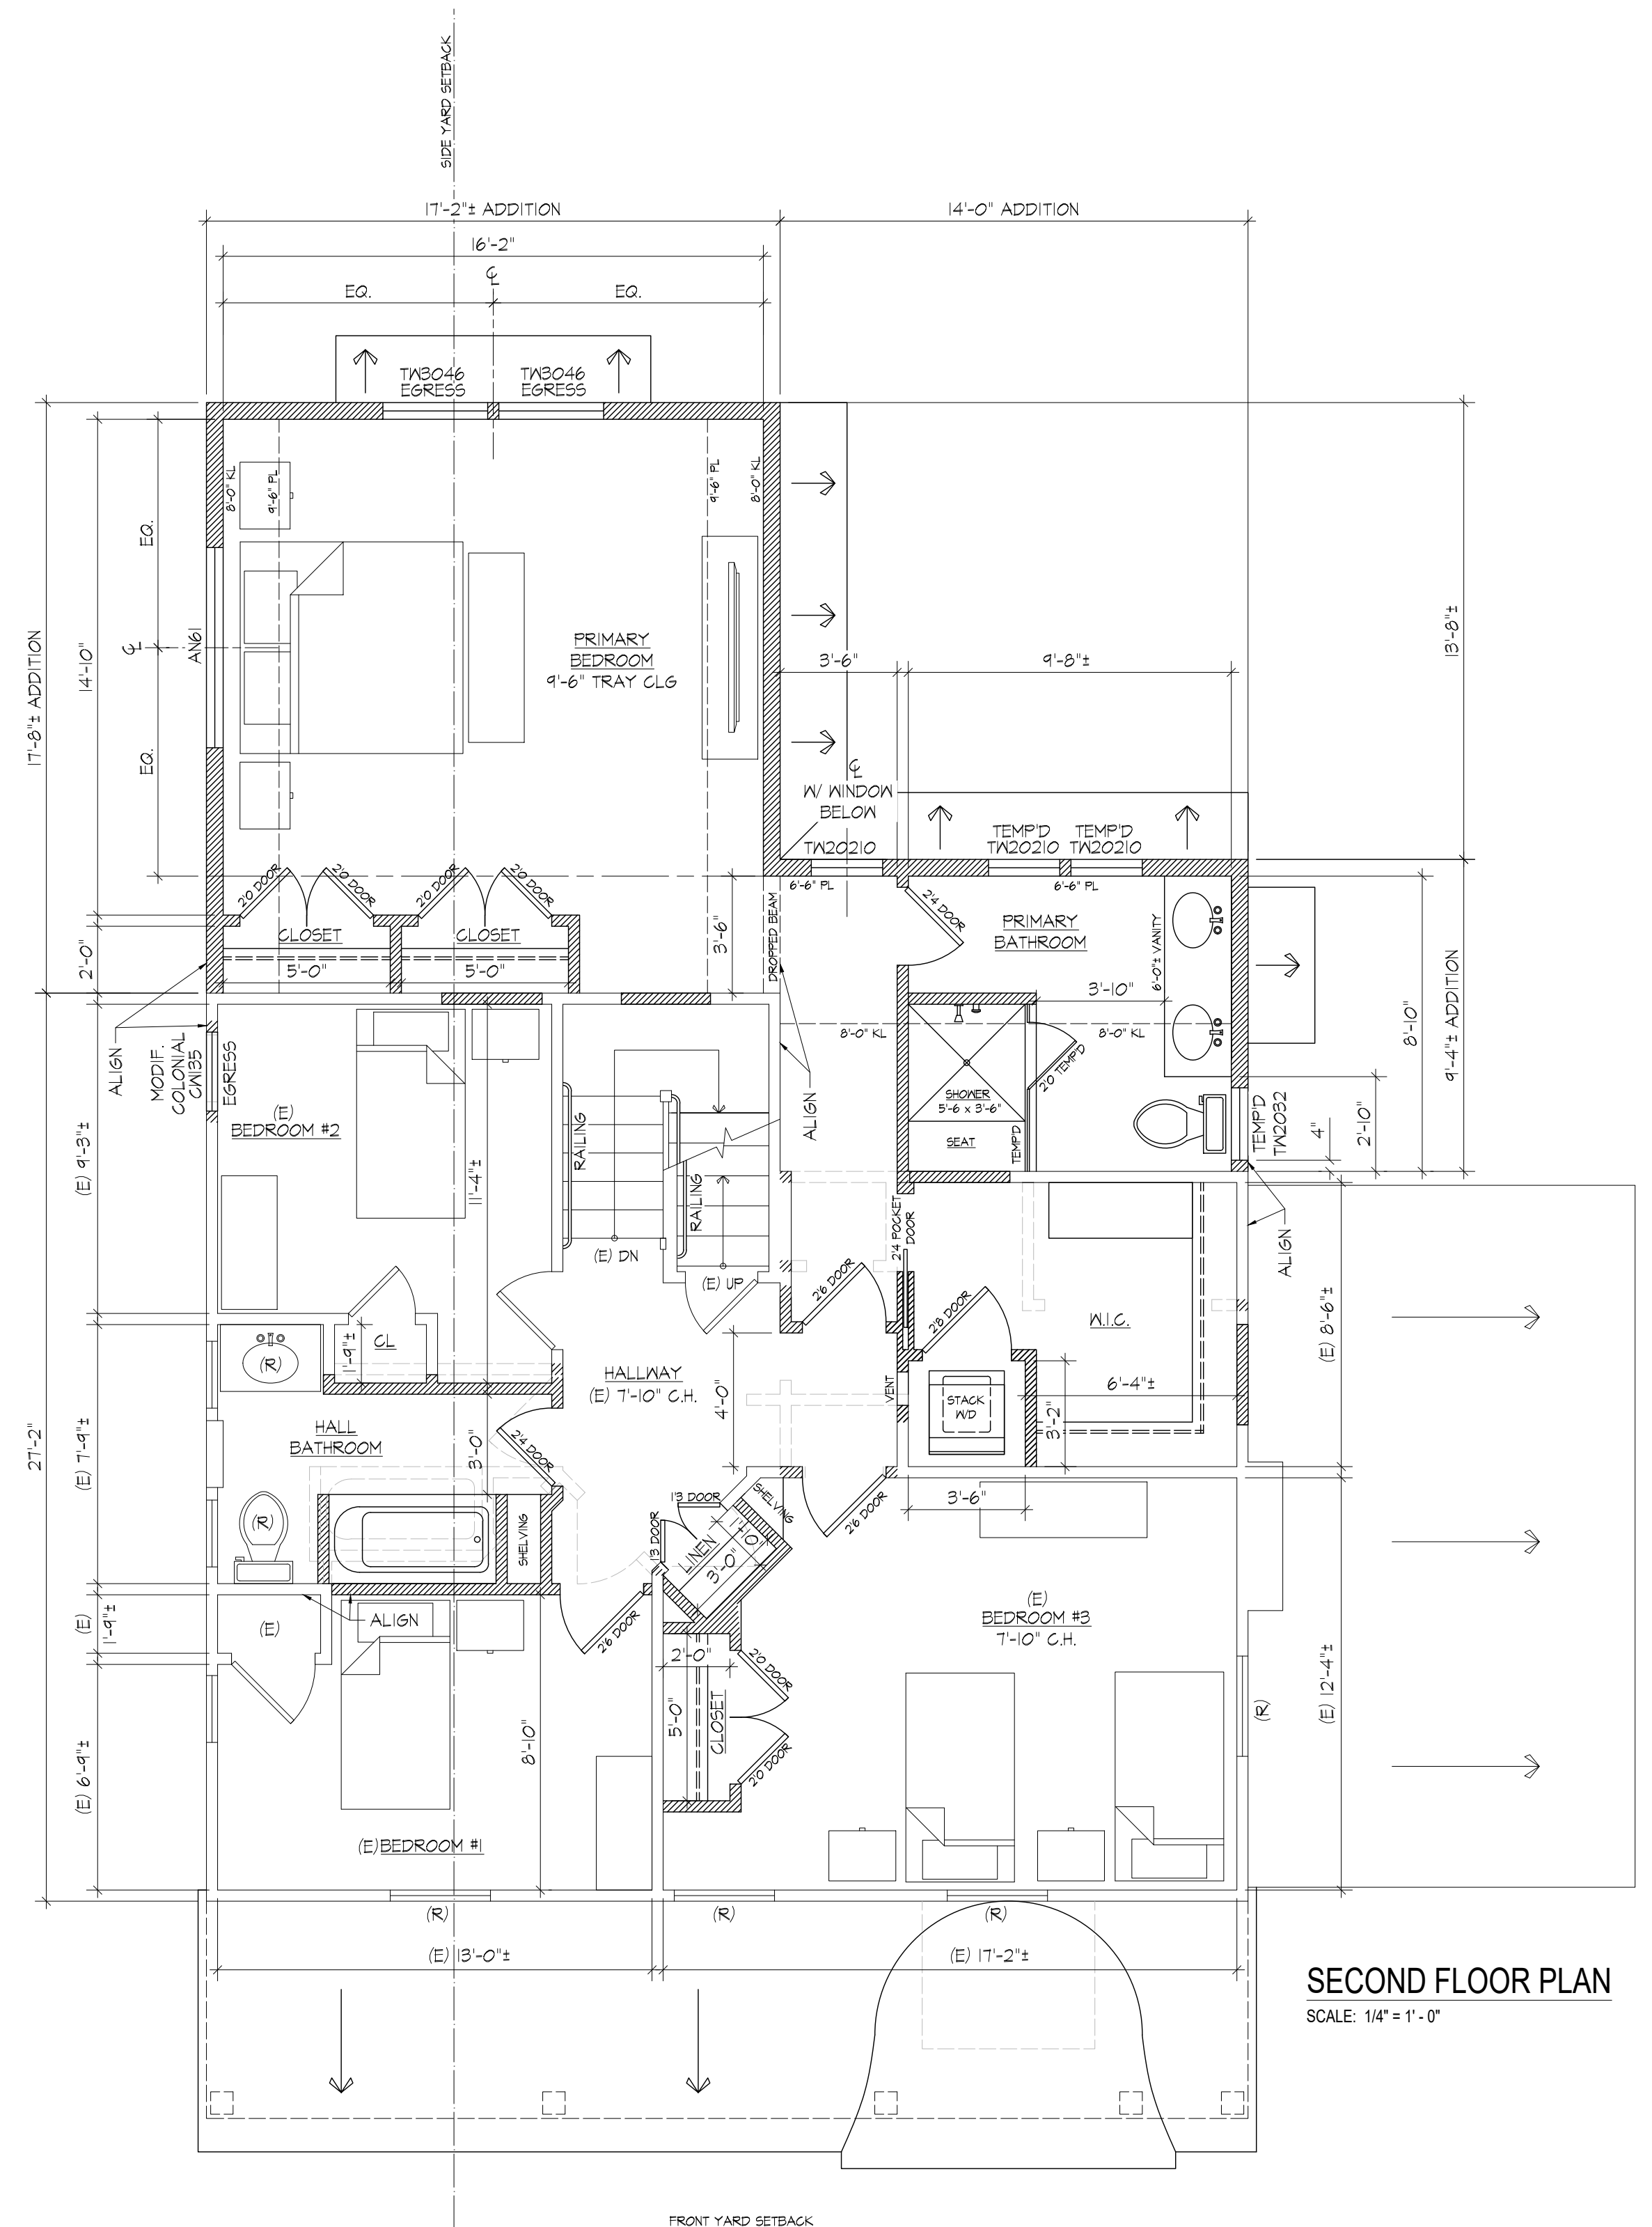 SIDE YARD SETBACK
17'-2"± ADDITION
14'-0" ADDITION
16'-2"
℄
EQ.
EQ.
TW3046
EGRESS
TW3046
EGRESS
8'-0" KL
9'-6" PL
9'-6" PL
8'-0" KL
EQ.
17'-8"± ADDITION
14'-10"
℄
AN61
EQ.
PRIMARY
BEDROOM
9'-6" TRAY CLG
13'-8"±
3'-6"
9'-8"±
℄
W/ WINDOW
BELOW
TW20210
TEMP'D
TW20210
TEMP'D
TW20210
6'-6" PL
6'-6" PL
2'0 DOOR
2'0 DOOR
2'0 DOOR
2'0 DOOR
CLOSET
CLOSET
5'-0"
5'-0"
2'-0"
3'-6"
DROPPED BEAM
2'4 DOOR
PRIMARY
BATHROOM
6'-0"± VANITY
3'-10"
8'-0" KL
8'-0" KL
8'-10"
9'-4"± ADDITION
ALIGN
MODIF.
COLONIAL
CW135
EGRESS
(E)
BEDROOM #2
(E) 9'-3"±
11'-4"±
RAILING
RAILING
(E) DN
(E) UP
ALIGN
SHOWER
5'-6 x 3'-6"
SEAT
TEMP'D
2'0 TEMP'D
TEMP'D
TW2032
4"
2'-10"
2'4 POCKET
DOOR
ALIGN
2'6 DOOR
2'8 DOOR
W.I.C.
(E) 8'-6"±
(R)
1'-9"±
CL
HALLWAY
(E) 7'-10" C.H.
4'-0"
VENT
STACK
W/D
6'-4"±
3'-2"
HALL
BATHROOM
2'4 DOOR
3'-0"
(E) 7'-9"±
27'-2"
(R)
SHELVING
1'3 DOOR
1'3 DOOR
SHELVING
LINEN
1'-10"
3'-0"
2'6 DOOR
3'-6"
(E)
1'-9"±
(E)
ALIGN
2'6 DOOR
(E)
BEDROOM #3
7'-10" C.H.
2'-0"
2'0 DOOR
5'-0"
CLOSET
2'0 DOOR
(E) 12'-4"±
(R)
(E) 6'-9"±
8'-10"
(E) BEDROOM #1
(R)
(R)
(R)
(E) 13'-0"±
(E) 17'-2"±
SECOND FLOOR PLAN
SCALE: 1/4" = 1' - 0"
FRONT YARD SETBACK